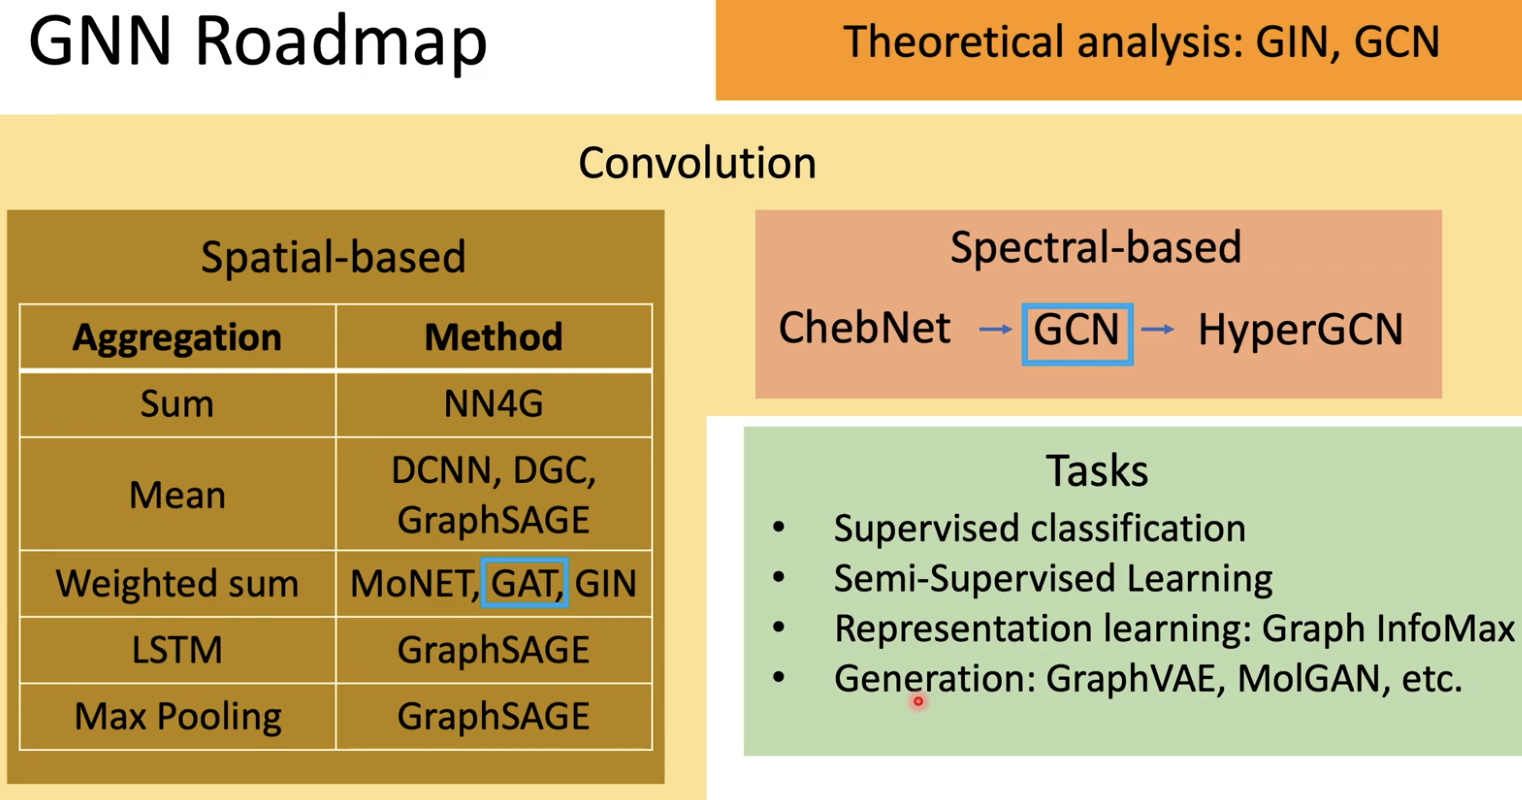 GNN Roadmap
Theoretical analysis: GIN, GCN
Convolution
Spatial-based
Aggregation Method
Sum NN4G
Mean DCNN, DGC,
GraphSAGE
Weighted sum MoNET, GAT, GIN
LSTM GraphSAGE
Max Pooling GraphSAGE
Spectral-based
ChebNet → GCN → HyperGCN
Tasks
• Supervised classification
• Semi-Supervised Learning
• Representation learning: Graph InfoMax
• Generation: GraphVAE, MolGAN, etc.